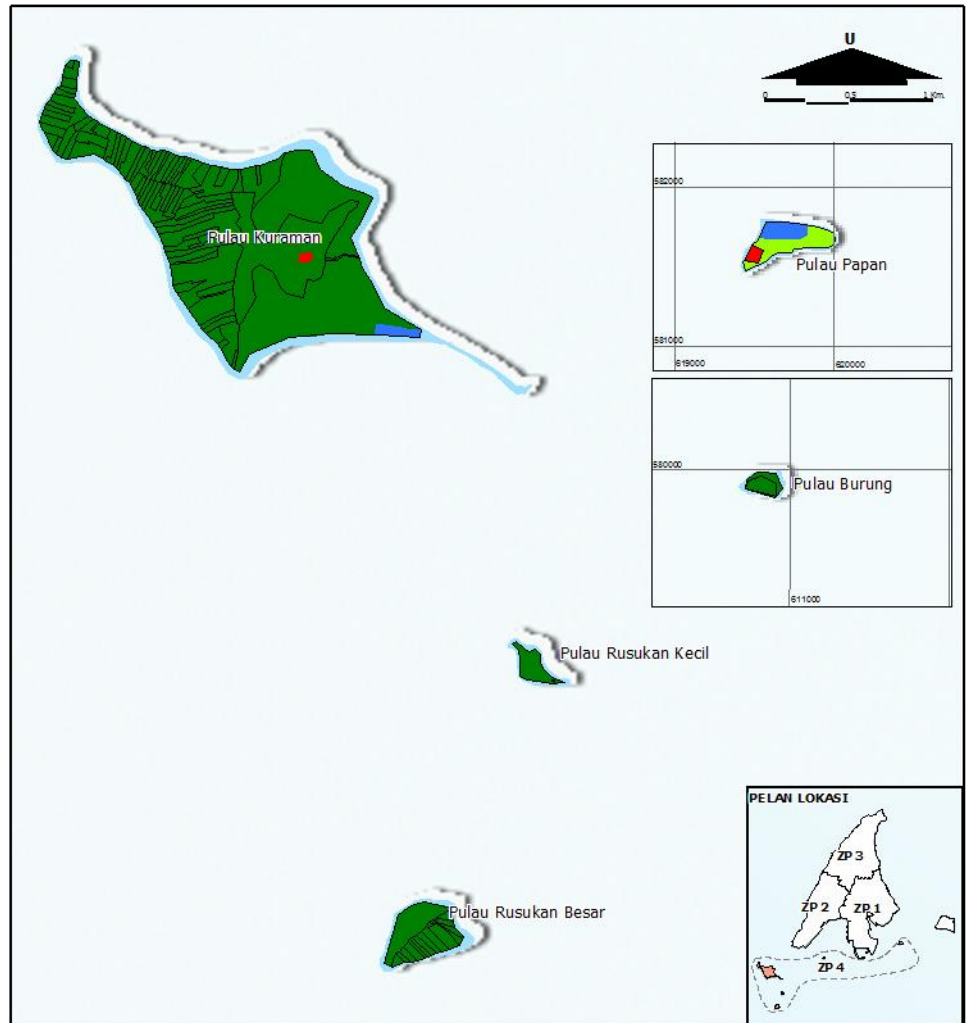 U
0 0.5 1 Km.
Pulau Kuraman
582000
Pulau Papan
581000
619000 620000
580000
Pulau Burung
611000
Pulau Rusukan Kecil
Pulau Rusukan Besar
PELAN LOKASI
ZP 3
ZP 2 ZP 1
ZP 4